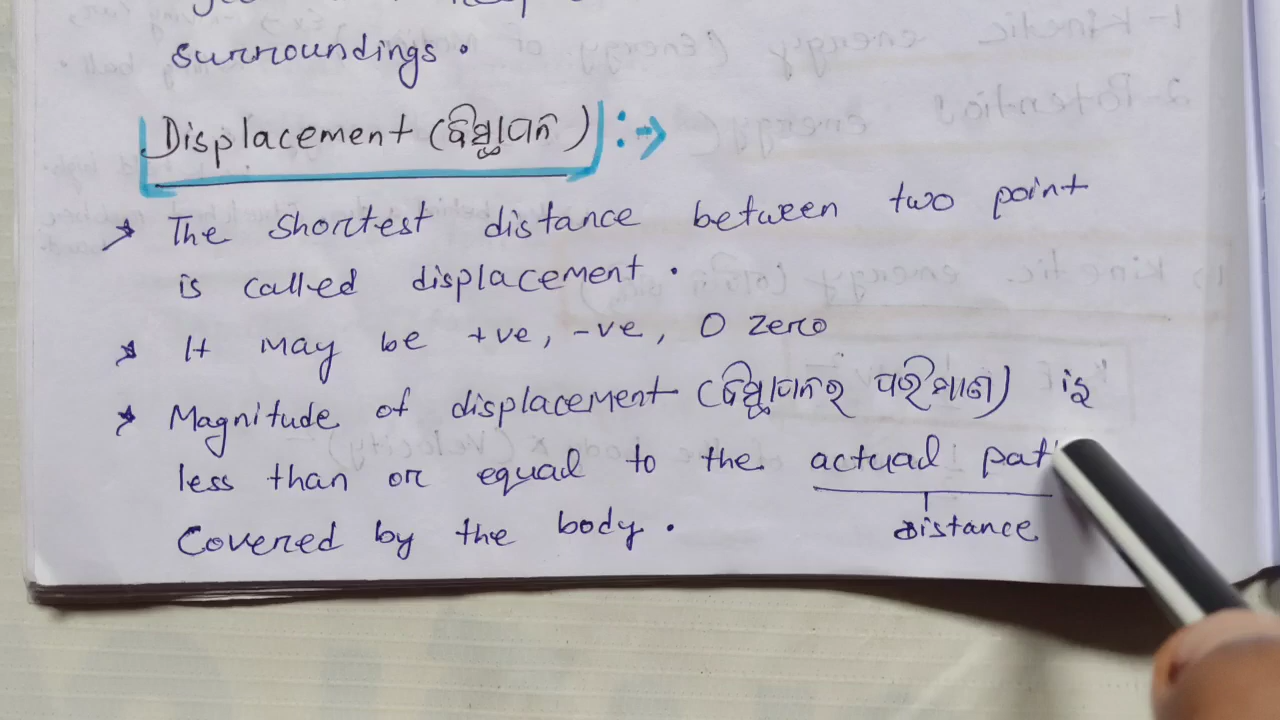 surroundings.
Displacement (ବିସ୍ଥାପନ) :→
The shortest distance between two point
is called displacement.
It may be +ve, -ve, 0 zero
Magnitude of displacement (ବିସ୍ଥାପନର ପରିମାଣ) is
less than or equal to the actual pat
Covered by the body.
distance